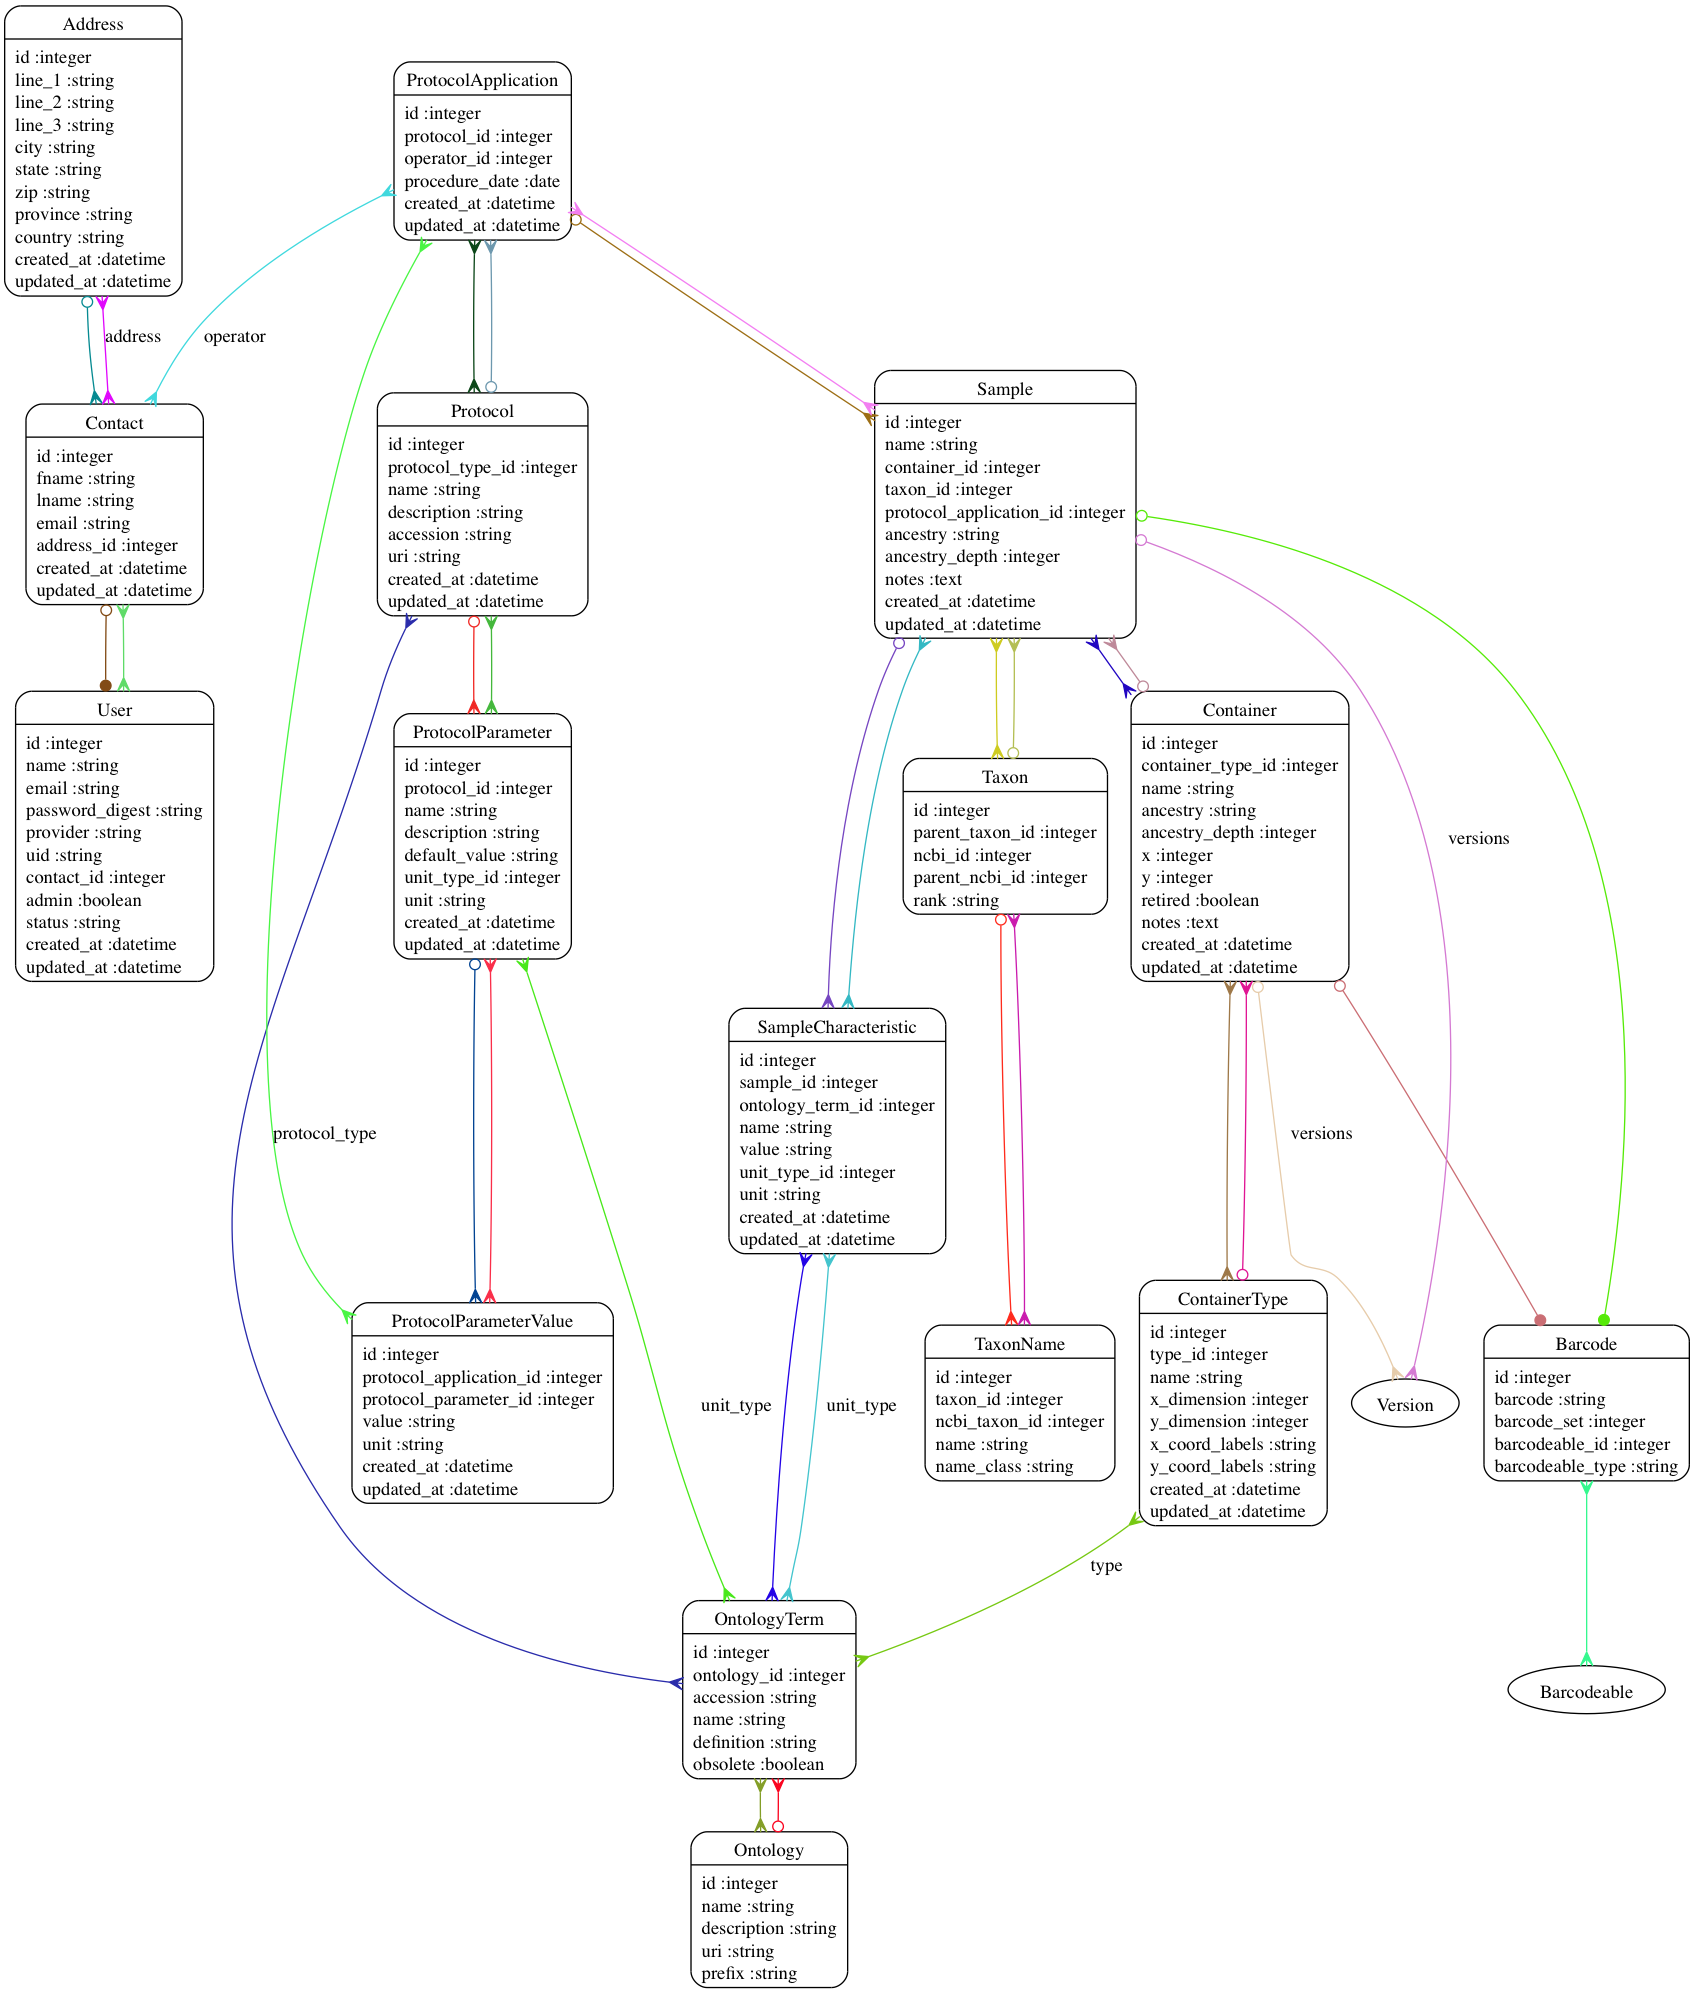 Address
id :integer
line_1 :string
line_2 :string
line_3 :string
city :string
state :string
zip :string
province :string
country :string
created_at :datetime
updated_at :datetime
ProtocolApplication
id :integer
protocol_id :integer
operator_id :integer
procedure_date :date
created_at :datetime
updated_at :datetime
address
operator
Contact
id :integer
fname :string
lname :string
email :string
address_id :integer
created_at :datetime
updated_at :datetime
Protocol
id :integer
protocol_type_id :integer
name :string
description :string
accession :string
uri :string
created_at :datetime
updated_at :datetime
Sample
id :integer
name :string
container_id :integer
taxon_id :integer
protocol_application_id :integer
ancestry :string
ancestry_depth :integer
notes :text
created_at :datetime
updated_at :datetime
User
id :integer
name :string
email :string
password_digest :string
provider :string
uid :string
contact_id :integer
admin :boolean
status :string
created_at :datetime
updated_at :datetime
ProtocolParameter
id :integer
protocol_id :integer
name :string
description :string
default_value :string
unit_type_id :integer
unit :string
created_at :datetime
updated_at :datetime
Taxon
id :integer
parent_taxon_id :integer
ncbi_id :integer
parent_ncbi_id :integer
rank :string
Container
id :integer
container_type_id :integer
name :string
ancestry :string
ancestry_depth :integer
x :integer
y :integer
retired :boolean
notes :text
created_at :datetime
updated_at :datetime
versions
protocol_type
SampleCharacteristic
id :integer
sample_id :integer
ontology_term_id :integer
name :string
value :string
unit_type_id :integer
unit :string
created_at :datetime
updated_at :datetime
versions
ProtocolParameterValue
id :integer
protocol_application_id :integer
protocol_parameter_id :integer
value :string
unit :string
created_at :datetime
updated_at :datetime
unit_type
unit_type
TaxonName
id :integer
taxon_id :integer
ncbi_taxon_id :integer
name :string
name_class :string
ContainerType
id :integer
type_id :integer
name :string
x_dimension :integer
y_dimension :integer
x_coord_labels :string
y_coord_labels :string
created_at :datetime
updated_at :datetime
Version
Barcode
id :integer
barcode :string
barcode_set :integer
barcodeable_id :integer
barcodeable_type :string
type
OntologyTerm
id :integer
ontology_id :integer
accession :string
name :string
definition :string
obsolete :boolean
Barcodeable
Ontology
id :integer
name :string
description :string
uri :string
prefix :string